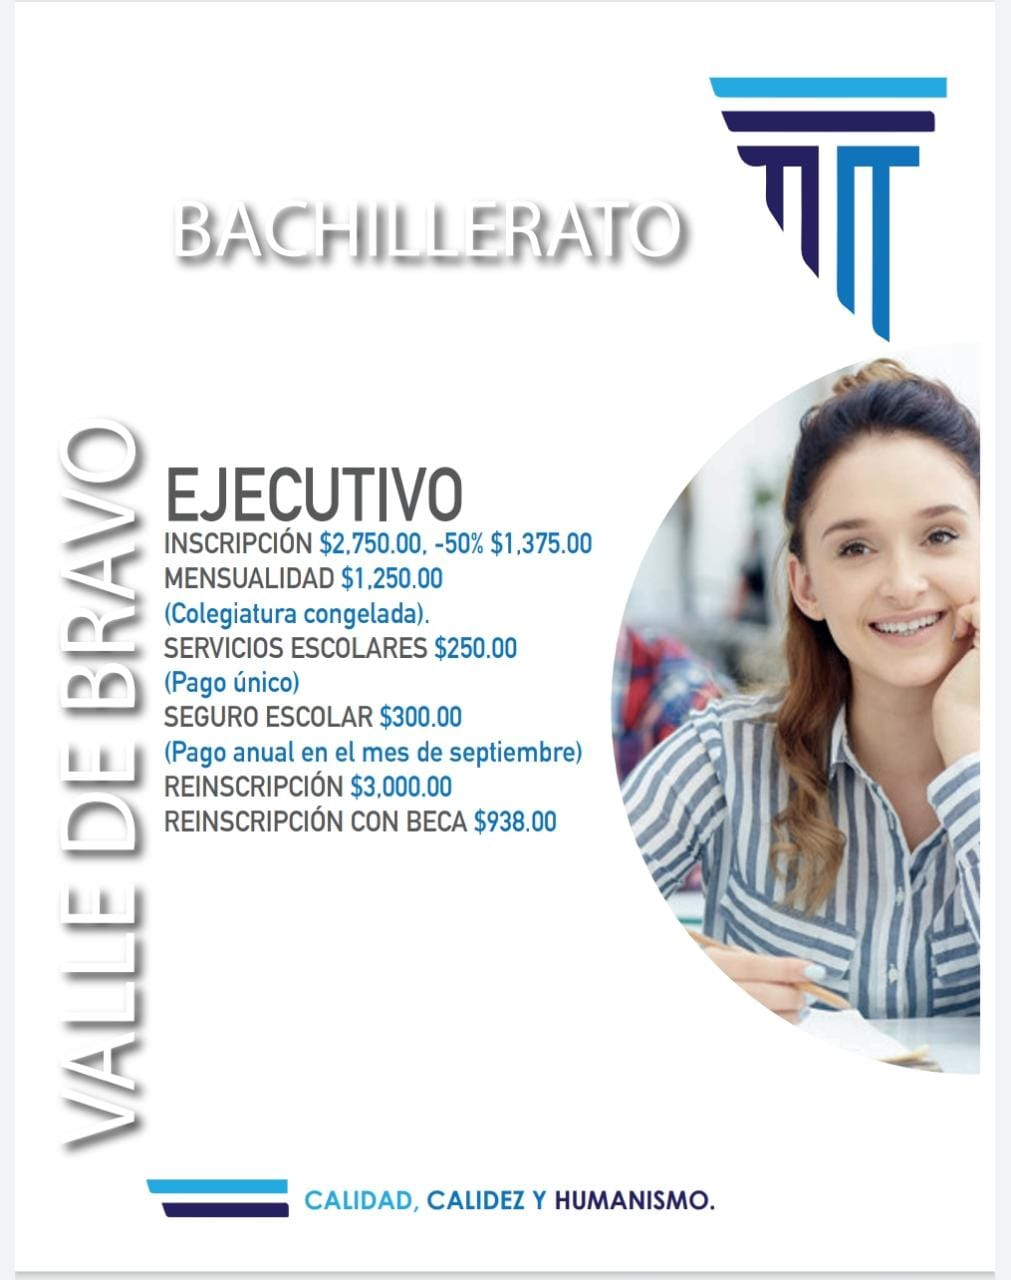 BACHILLERATO
VALLE DE BRAVO
EJECUTIVO
INSCRIPCIÓN $2,750.00, -50% $1,375.00
MENSUALIDAD $1,250.00
(Colegiatura congelada).
SERVICIOS ESCOLARES $250.00
(Pago único)
SEGURO ESCOLAR $300.00
(Pago anual en el mes de septiembre)
REINSCRIPCIÓN $3,000.00
REINSCRIPCIÓN CON BECA $938.00
CALIDAD, CALIDEZ Y HUMANISMO.